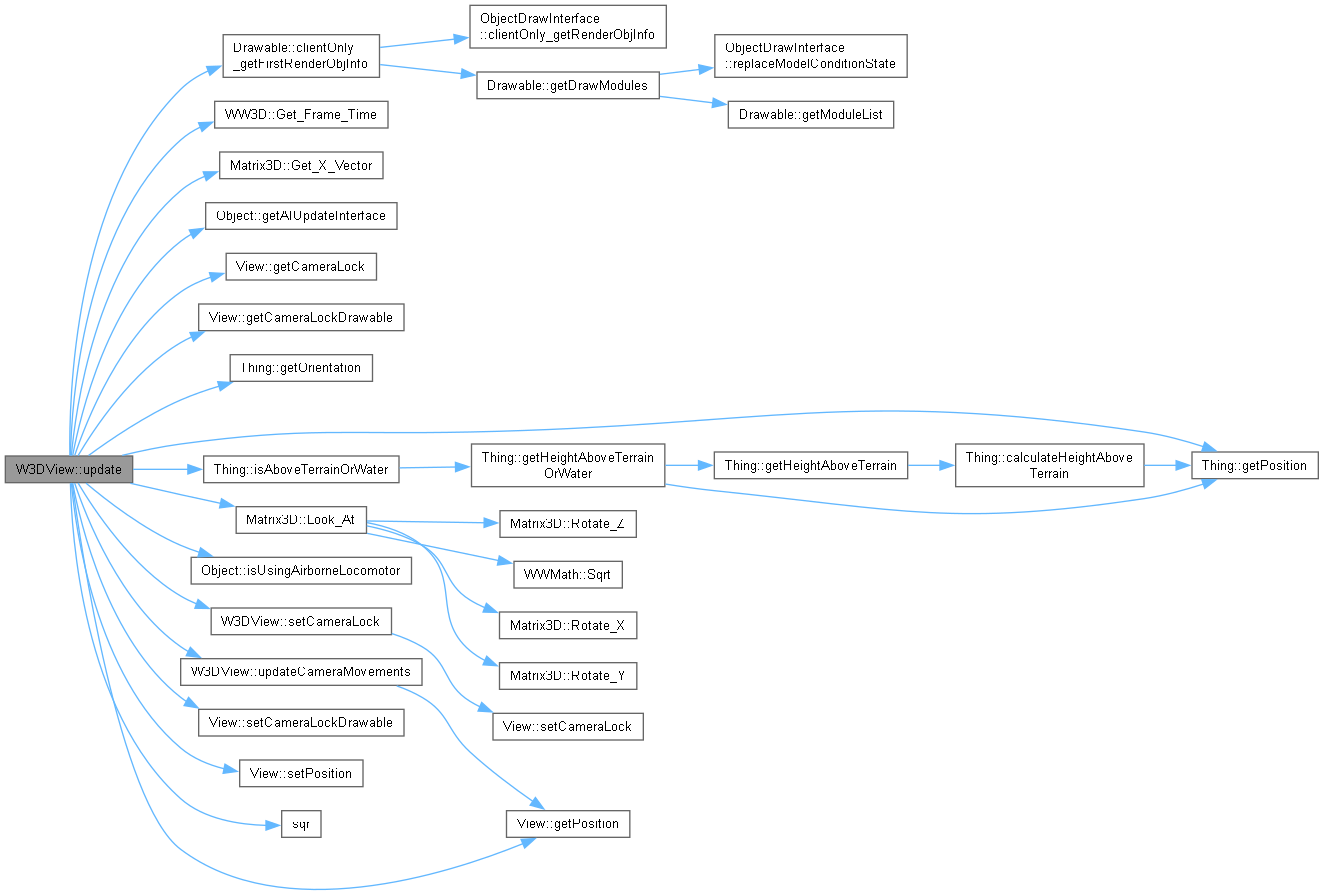 ObjectDrawInterface
::clientOnly_getRenderObjInfo
Drawable::clientOnly
_getFirstRenderObjInfo
ObjectDrawInterface
::replaceModelConditionState
Drawable::getDrawModules
Drawable::getModuleList
WW3D::Get_Frame_Time
Matrix3D::Get_X_Vector
Object::getAIUpdateInterface
View::getCameraLock
View::getCameraLockDrawable
Thing::getOrientation
W3DView::update
Thing::isAboveTerrainOrWater
Thing::getHeightAboveTerrain
OrWater
Thing::getHeightAboveTerrain
Thing::calculateHeightAbove
Terrain
Thing::getPosition
Matrix3D::Look_At
Matrix3D::Rotate_Z
Object::isUsingAirborneLocomotor
WWMath::Sqrt
W3DView::setCameraLock
Matrix3D::Rotate_X
W3DView::updateCameraMovements
Matrix3D::Rotate_Y
View::setCameraLockDrawable
View::setCameraLock
View::setPosition
sqr
View::getPosition